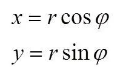 x = r cos φ
y = r sin φ